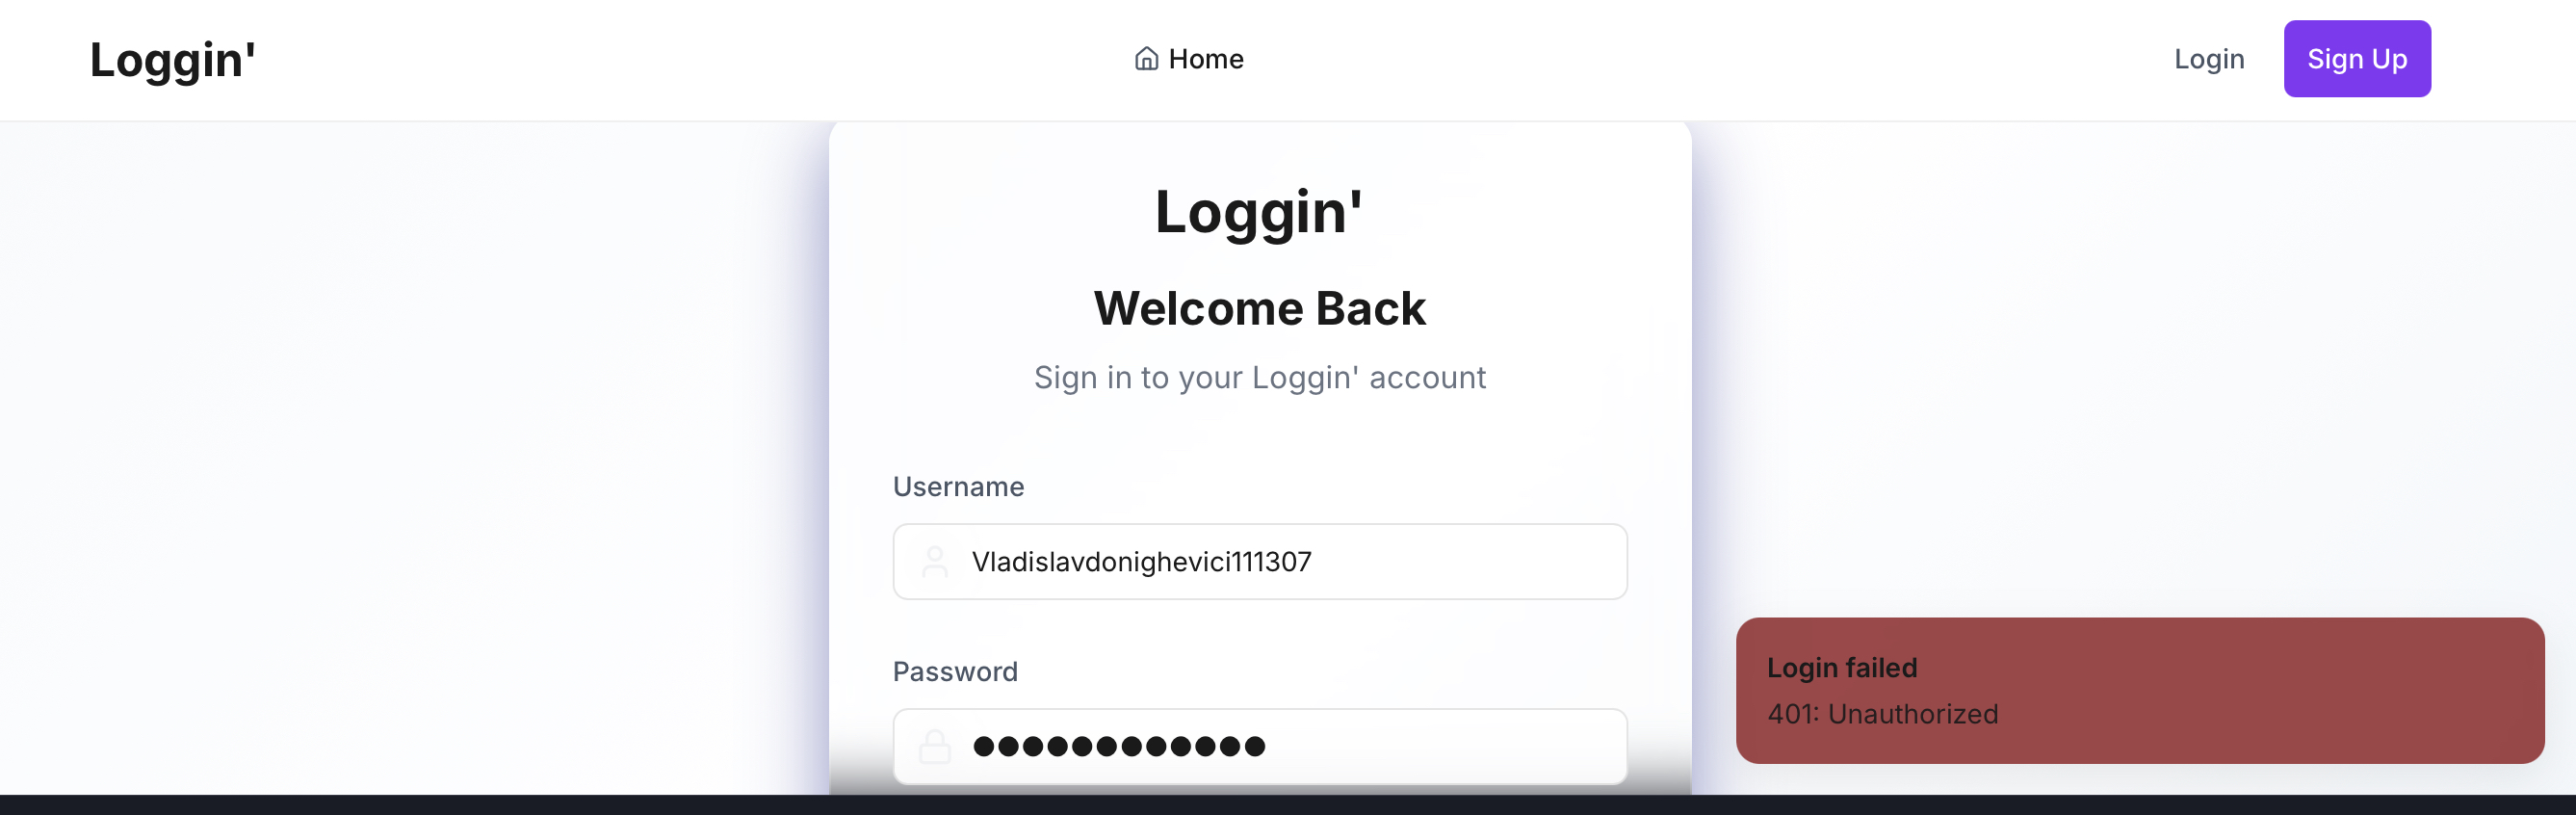 Loggin'
Home
Login
Sign Up
Loggin'
Welcome Back
Sign in to your Loggin' account
Username
Vladislavdonighevici111307
Password
●●●●●●●●●●●●
Login failed
401: Unauthorized